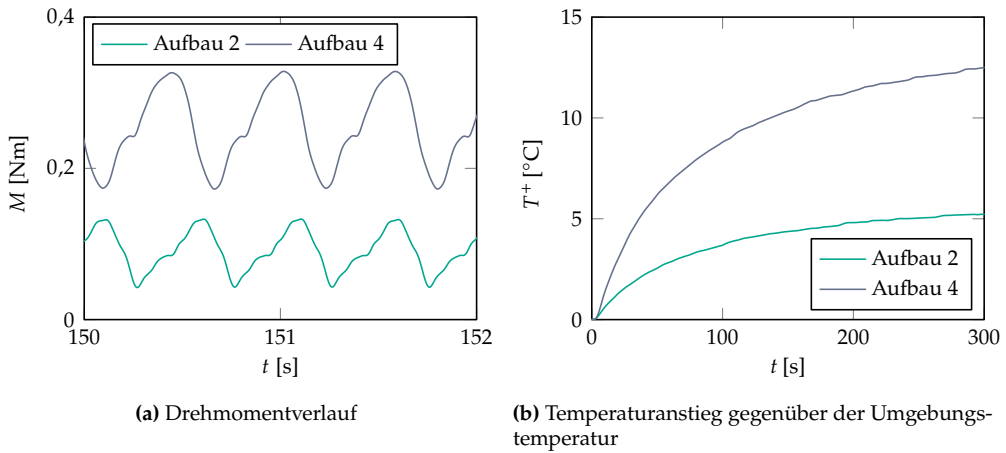 0,4
0,2
0
M [Nm]
Aufbau 2
Aufbau 4
150
151
152
t [s]
(a) Drehmomentverlauf
15
10
5
0
T⁺ [°C]
Aufbau 2
Aufbau 4
0
100
200
300
t [s]
(b) Temperaturanstieg gegenüber der Umgebungs-
temperatur